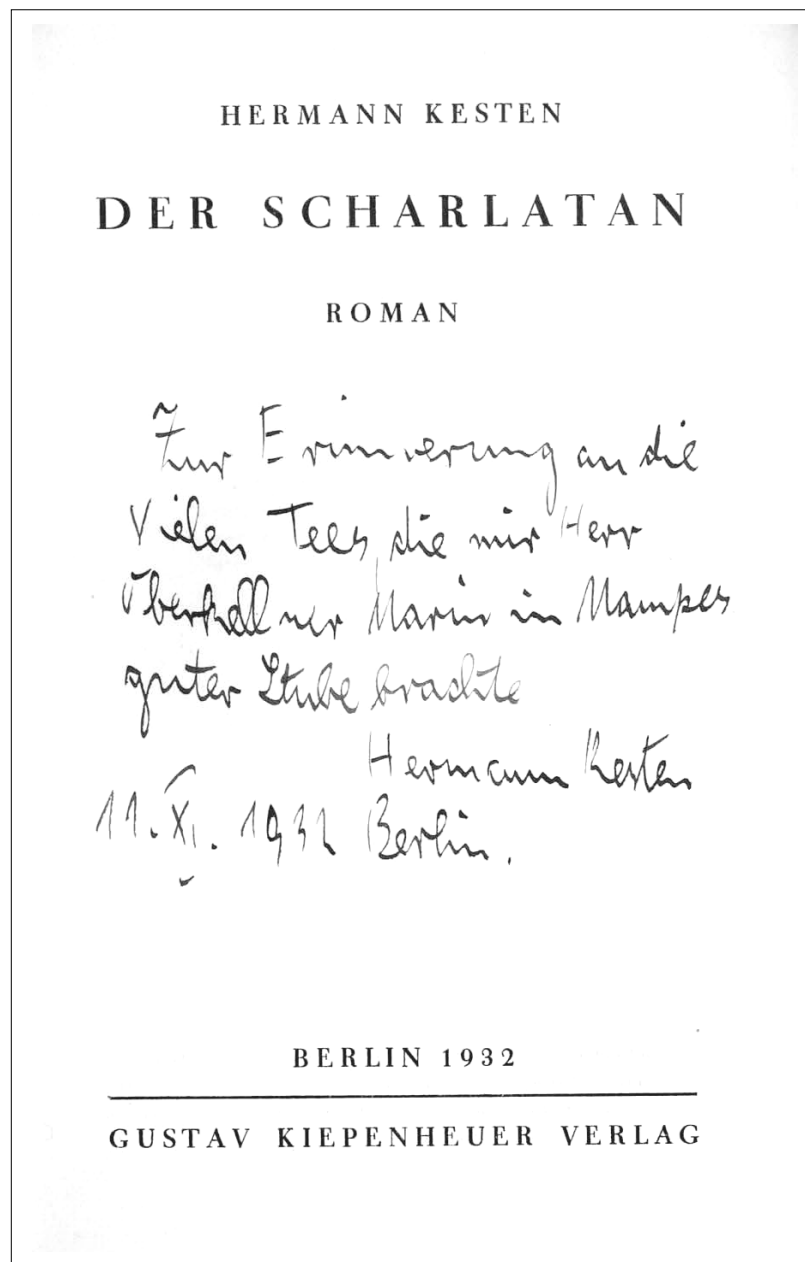 HERMANN KESTEN
DER SCHARLATAN
ROMAN
Zur Erinnerung an die
Vielen Tees, die mir Herr
Oberkellner Marin in Mampes
guter Stube brachte
Hermann Kesten
11. XI. 1932 Berlin.
BERLIN 1932
GUSTAV KIEPENHEUER VERLAG